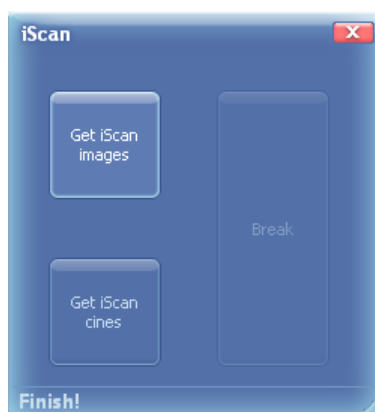 iScan
X
Get iScan
images
Break
Get iScan
cines
Finish!